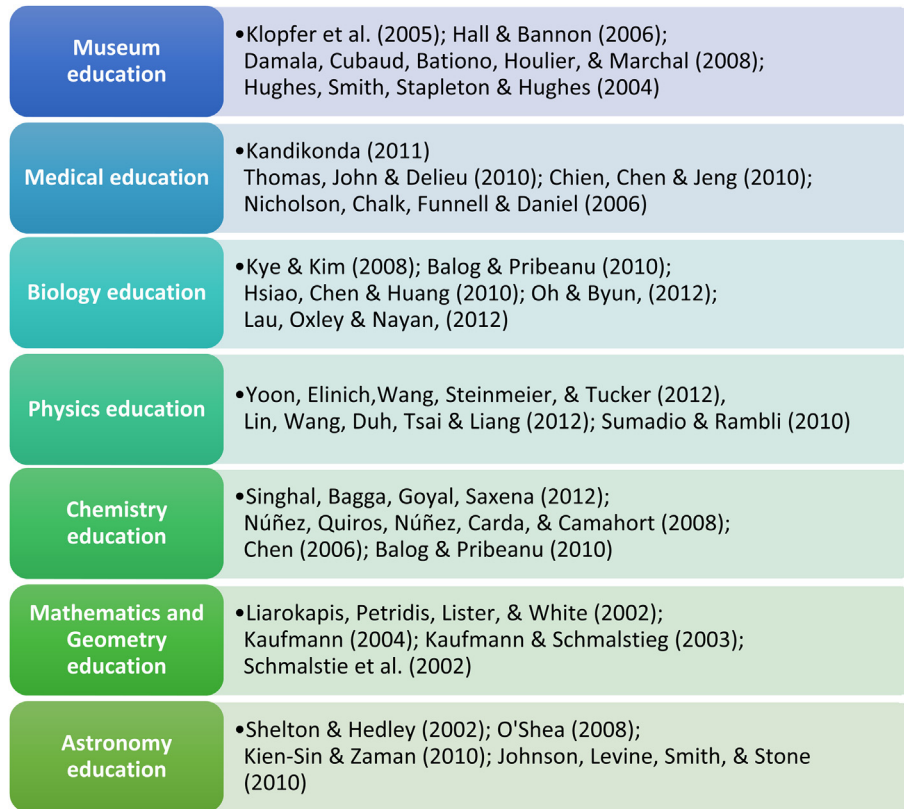 Museum
education
•Klopfer et al. (2005); Hall & Bannon (2006);
Damala, Cubaud, Bationo, Houlier, & Marchal (2008);
Hughes, Smith, Stapleton & Hughes (2004)
Medical education
•Kandikonda (2011)
Thomas, John & Delieu (2010); Chien, Chen & Jeng (2010);
Nicholson, Chalk, Funnell & Daniel (2006)
Biology education
•Kye & Kim (2008); Balog & Pribeanu (2010);
Hsiao, Chen & Huang (2010); Oh & Byun, (2012);
Lau, Oxley & Nayan, (2012)
Physics education
•Yoon, Elinich,Wang, Steinmeier, & Tucker (2012),
Lin, Wang, Duh, Tsai & Liang (2012); Sumadio & Rambli (2010)
Chemistry
education
•Singhal, Bagga, Goyal, Saxena (2012);
Núñez, Quiros, Núñez, Carda, & Camahort (2008);
Chen (2006); Balog & Pribeanu (2010)
Mathematics and
Geometry
education
•Liarokapis, Petridis, Lister, & White (2002);
Kaufmann (2004); Kaufmann & Schmalstieg (2003);
Schmalstie et al. (2002)
Astronomy
education
•Shelton & Hedley (2002); O'Shea (2008);
Kien-Sin & Zaman (2010); Johnson, Levine, Smith, & Stone
(2010)